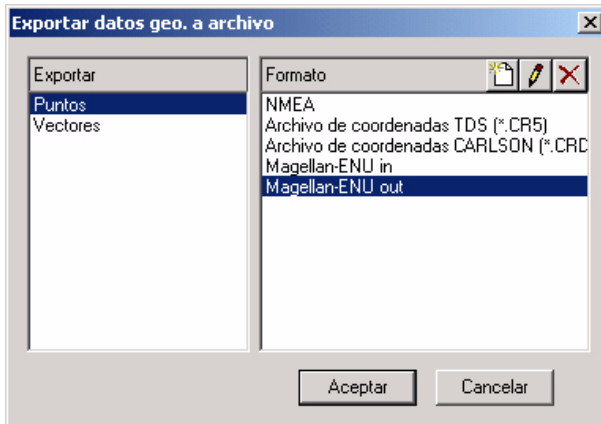 Exportar datos geo. a archivo
Exportar
Puntos
Vectores
Formato
NMEA
Archivo de coordenadas TDS (*.CR5)
Archivo de coordenadas CARLSON (*.CRD
Magellan-ENU in
Magellan-ENU out
Aceptar
Cancelar